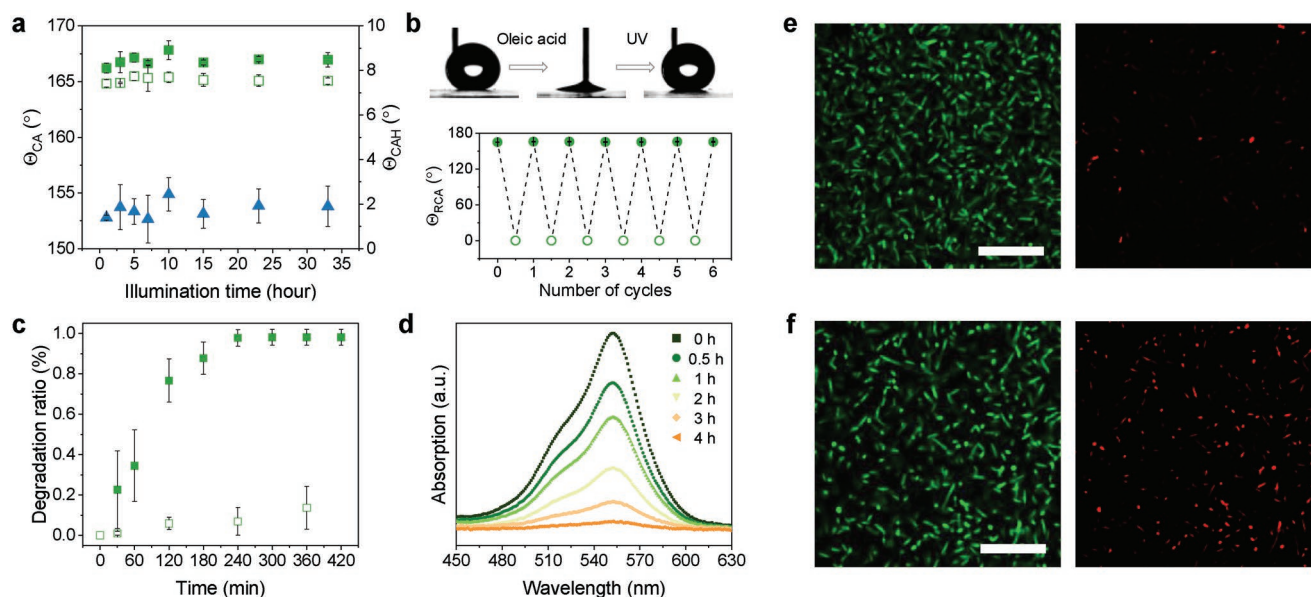 a
170
165
160
155
150
ΘCA (°)
10
8
6
4
2
0
ΘCAH (°)
0 5 10 15 20 25 30 35
Illumination time (hour)
b
Oleic acid
UV
180
120
60
0
ΘRCA (°)
0 1 2 3 4 5 6
Number of cycles
c
1.0
0.8
0.6
0.4
0.2
0.0
Degradation ratio (%)
0 60 120 180 240 300 360 420
Time (min)
d
Absorption (a.u.)
0 h
0.5 h
1 h
2 h
3 h
4 h
450 480 510 540 570 600 630
Wavelength (nm)
e
f